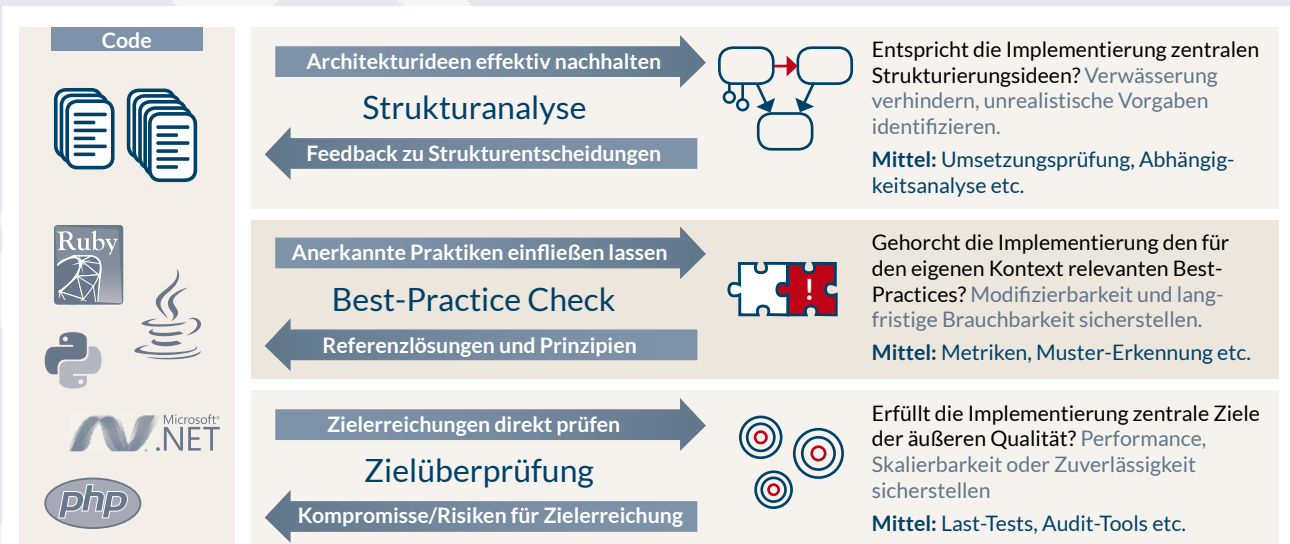 Code
Ruby
Microsoft®
.NET
php
Architekturideen effektiv nachhalten
Strukturanalyse
Feedback zu Strukturentscheidungen
Entspricht die Implementierung zentralen
Strukturierungsideen? Verwässerung
verhindern, unrealistische Vorgaben
identifizieren.
Mittel: Umsetzungsprüfung, Abhängig-
keitsanalyse etc.
Anerkannte Praktiken einfließen lassen
Best-Practice Check
Referenzlösungen und Prinzipien
!
Gehorcht die Implementierung den für
den eigenen Kontext relevanten Best-
Practices? Modifizierbarkeit und lang-
fristige Brauchbarkeit sicherstellen.
Mittel: Metriken, Muster-Erkennung etc.
Zielerreichungen direkt prüfen
Zielüberprüfung
Kompromisse/Risiken für Zielerreichung
Erfüllt die Implementierung zentrale Ziele
der äußeren Qualität? Performance,
Skalierbarkeit oder Zuverlässigkeit
sicherstellen
Mittel: Last-Tests, Audit-Tools etc.